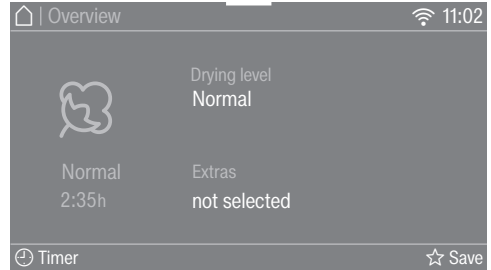 | Overview 11:02
Drying level
Normal
Normal
2:35h
Extras
not selected
Timer
Save